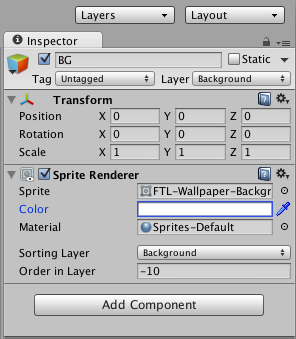 Layers Layout
Inspector
BG Static
Tag Untagged Layer Background
Transform
Position X 0 Y 0 Z 0
Rotation X 0 Y 0 Z 0
Scale X 1 Y 1 Z 1
Sprite Renderer
Sprite FTL-Wallpaper-Backgr
Color
Material Sprites-Default
Sorting Layer Background
Order in Layer -10
Add Component